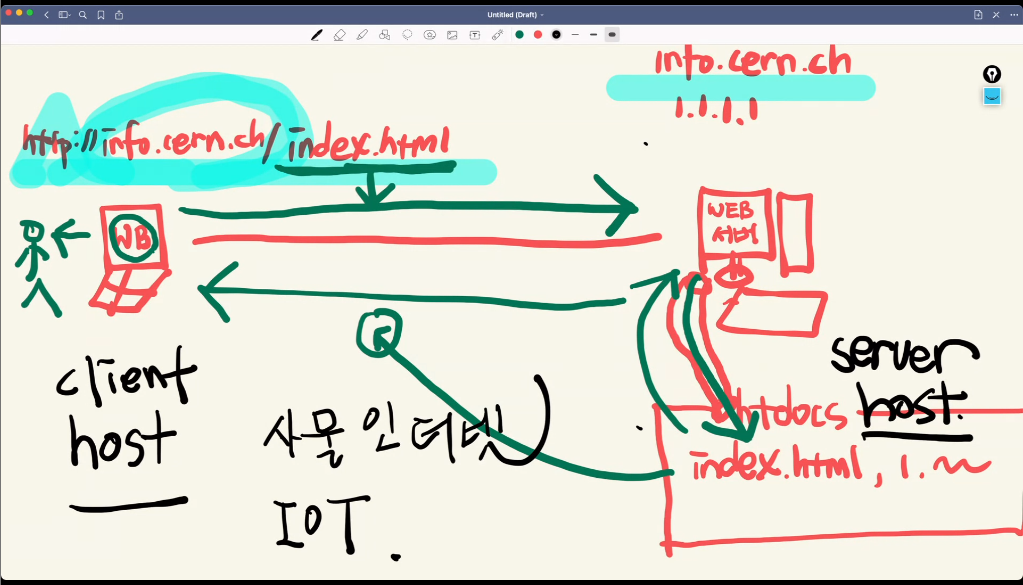 Untitled (Draft)
info.cern.ch
1.1.1.1
http://info.cern.ch/index.html
WB
WEB
서버
client
host
server
host.
사물인터넷
IOT.
htdocs
index.html, 1.